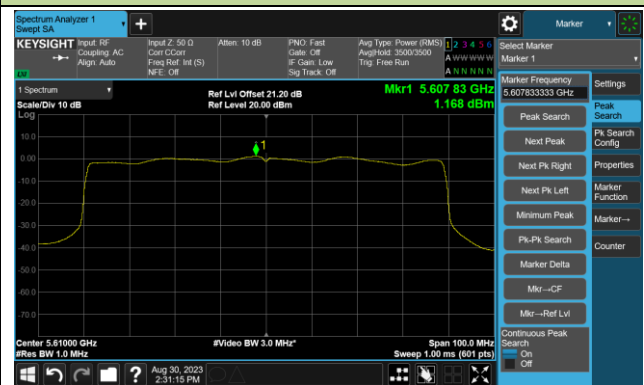 Spectrum Analyzer 1
Swept SA
+
Marker
KEYSIGHT
Input: RF
Coupling: AC
Align: Auto
Input Z: 50 Ω
Corr CCorr
Freq Ref: Int (S)
NFE: Off
Atten: 10 dB
PNO: Fast
Gate: Off
IF Gain: Low
Sig Track: Off
Avg Type: Power (RMS)
Avg|Hold: 3500/3500
Trig: Free Run
1 2 3 4 5 6
A W W W W W
A N N N N N
Select Marker
Marker 1
1 Spectrum
Scale/Div 10 dB
Log
Ref Lvl Offset 21.20 dB
Ref Level 20.00 dBm
Mkr1 5.607 83 GHz
1.168 dBm
10.0
0.00
-10.0
-20.0
-30.0
-40.0
-50.0
-60.0
-70.0
1
Center 5.61000 GHz
#Res BW 1.0 MHz
#Video BW 3.0 MHz*
Span 100.0 MHz
Sweep 1.00 ms (601 pts)
Marker Frequency
5.607833333 GHz
Peak Search
Next Peak
Next Pk Right
Next Pk Left
Minimum Peak
Pk-Pk Search
Marker Delta
Mkr→CF
Mkr→Ref Lvl
Continuous Peak
Search
On
Off
Settings
Peak
Search
Pk Search
Config
Properties
Marker
Function
Marker→
Counter
?
Aug 30, 2023
2:31:15 PM